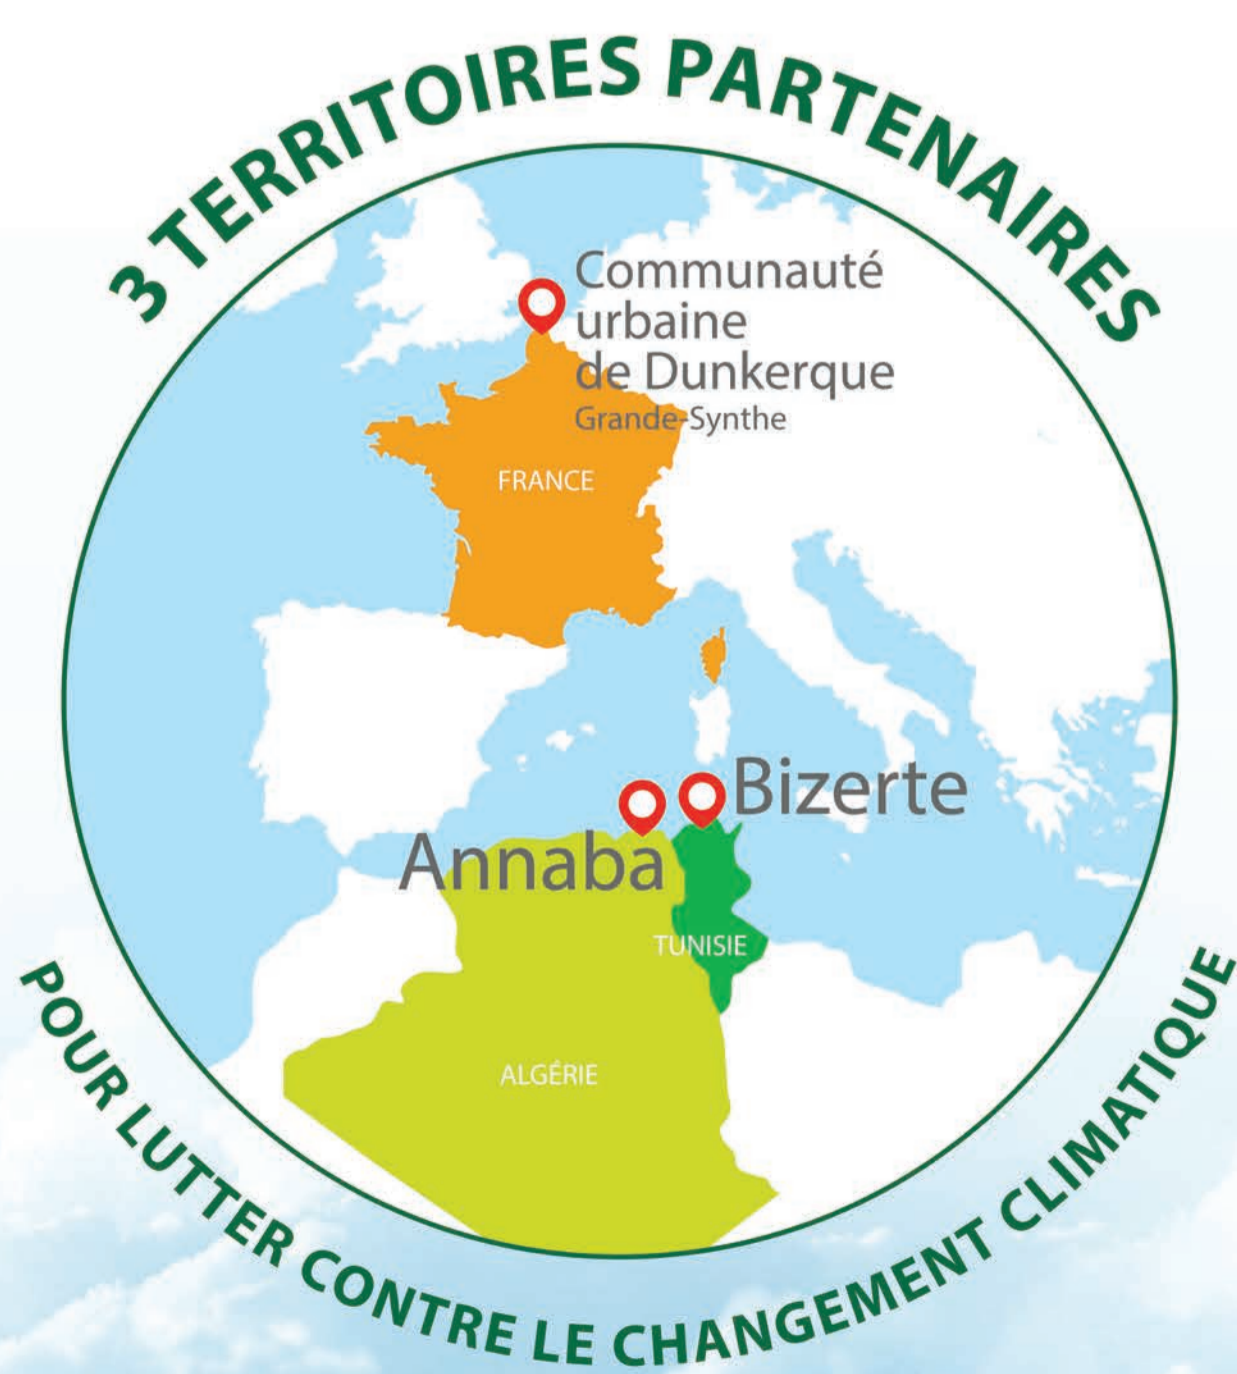 3 TERRITOIRES PARTENAIRES
Communauté
urbaine
de Dunkerque
Grande-Synthe
FRANCE
Bizerte
Annaba
TUNISIE
ALGÉRIE
POUR LUTTER CONTRE LE CHANGEMENT CLIMATIQUE